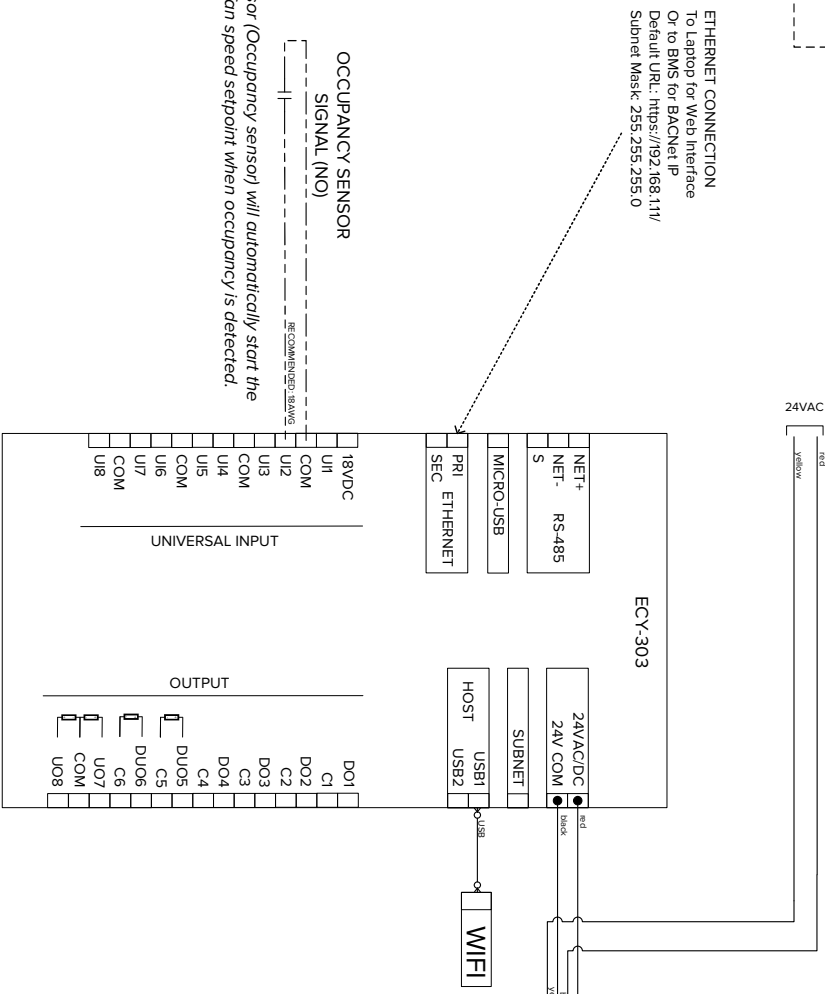 ETHERNET CONNECTION
To Laptop for Web Interface
Or to BMS for BACNet IP
Default URL: https://192.168.1.11/
Subnet Mask: 255.255.255.0
OCCUPANCY SENSOR
SIGNAL (NO)
(Occupancy sensor) will automatically start the
speed setpoint when occupancy is detected.
RECOMMENDED: 18AWG
24VAC
red
yellow
ECY-303
NET+
NET- RS-485
S
MICRO-USB
PRI ETHERNET
SEC
18VDC
UI1
COM
UI2
UI3
COM
UI4
UI5
COM
UI6
UI7
COM
UI8
UNIVERSAL INPUT
24VAC/DC
24V COM
red
black
SUBNET
HOST USB1
USB2
USB
WIFI
OUTPUT
DO1
C1
DO2
C2
DO3
C3
DO4
C4
DUO5
C5
DUO6
C6
UO7
COM
UO8